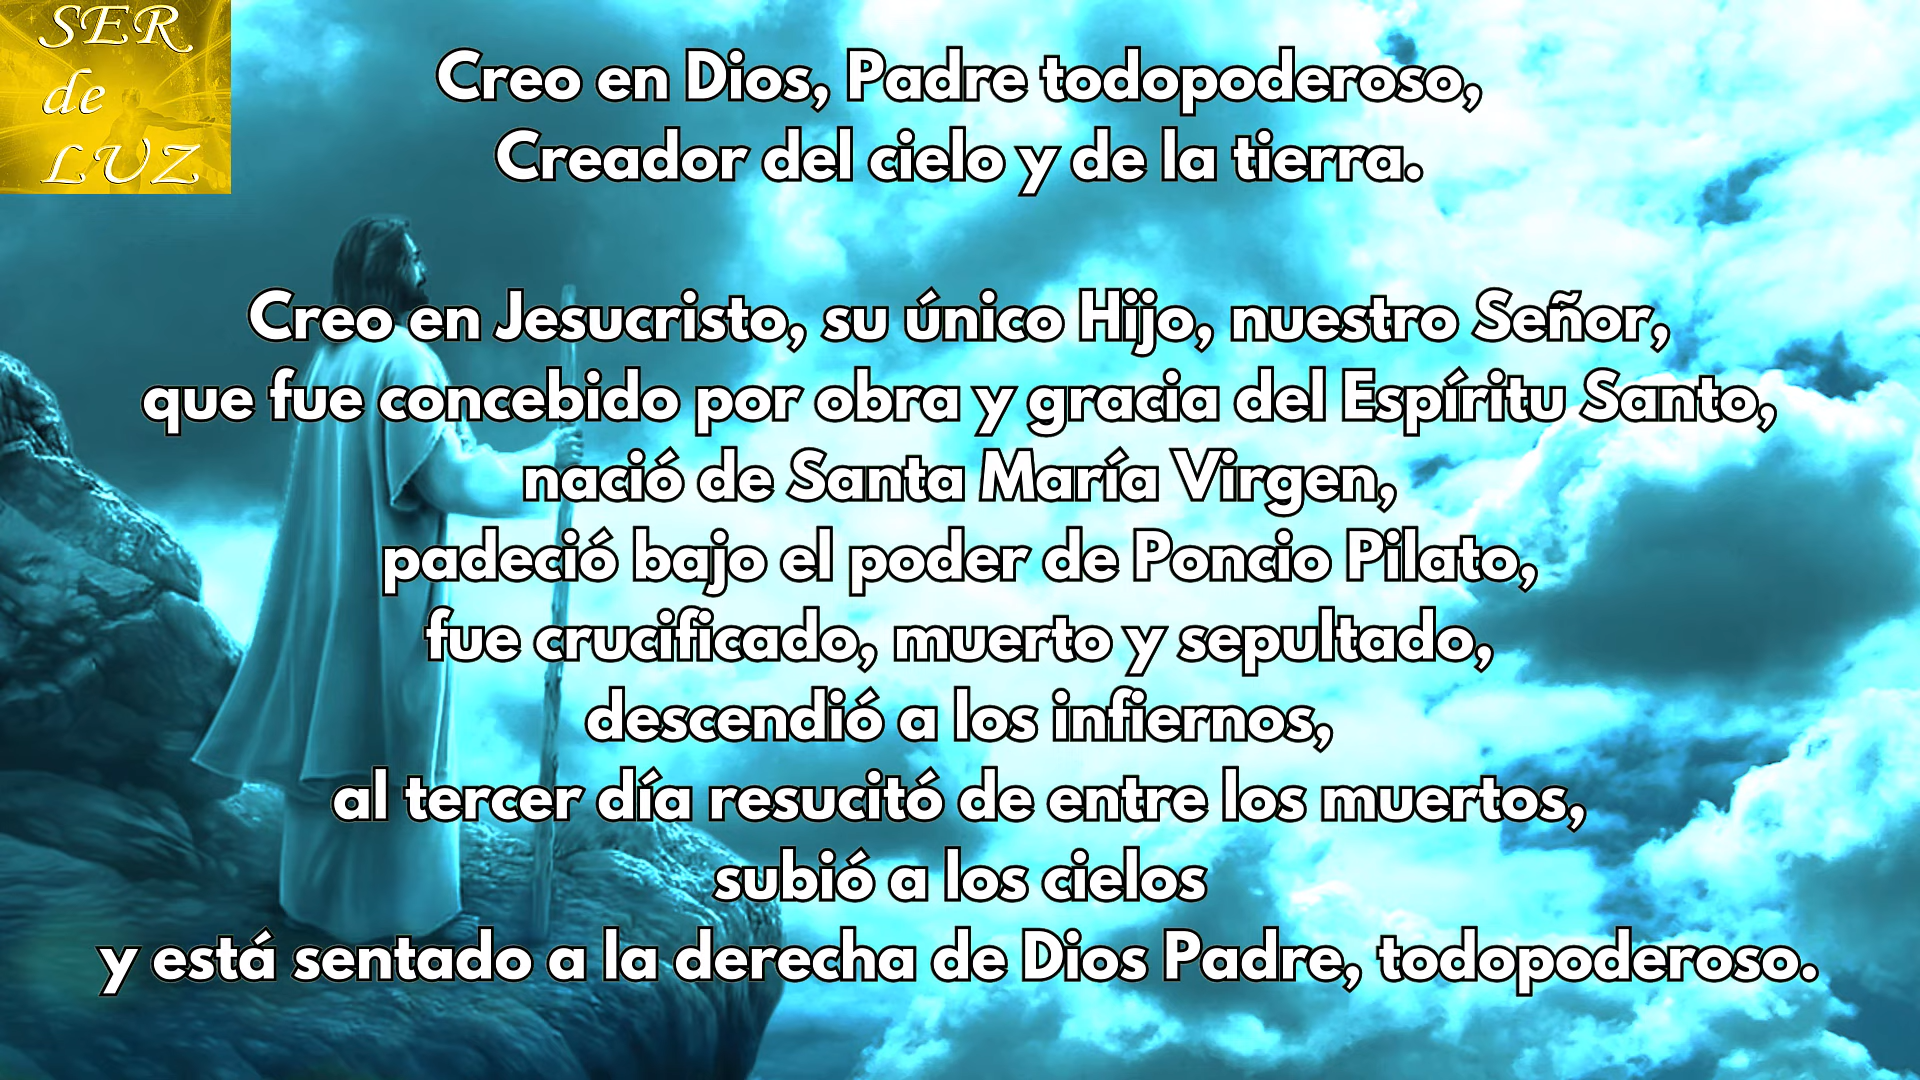 SER
de
LUZ
Creo en Dios, Padre todopoderoso,
Creador del cielo y de la tierra.
Creo en Jesucristo, su único Hijo, nuestro Señor,
que fue concebido por obra y gracia del Espíritu Santo,
nació de Santa María Virgen,
padeció bajo el poder de Poncio Pilato,
fue crucificado, muerto y sepultado,
descendió a los infiernos,
al tercer día resucitó de entre los muertos,
subió a los cielos
y está sentado a la derecha de Dios Padre, todopoderoso.